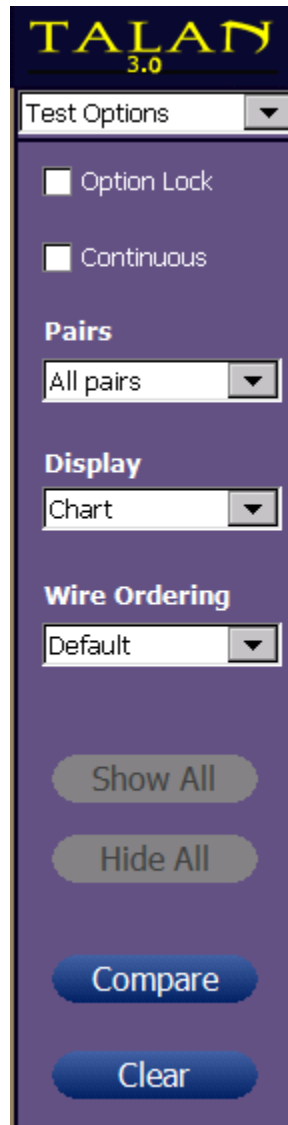 TALAN
3.0
Test Options
Option Lock
Continuous
Pairs
All pairs
Display
Chart
Wire Ordering
Default
Show All
Hide All
Compare
Clear